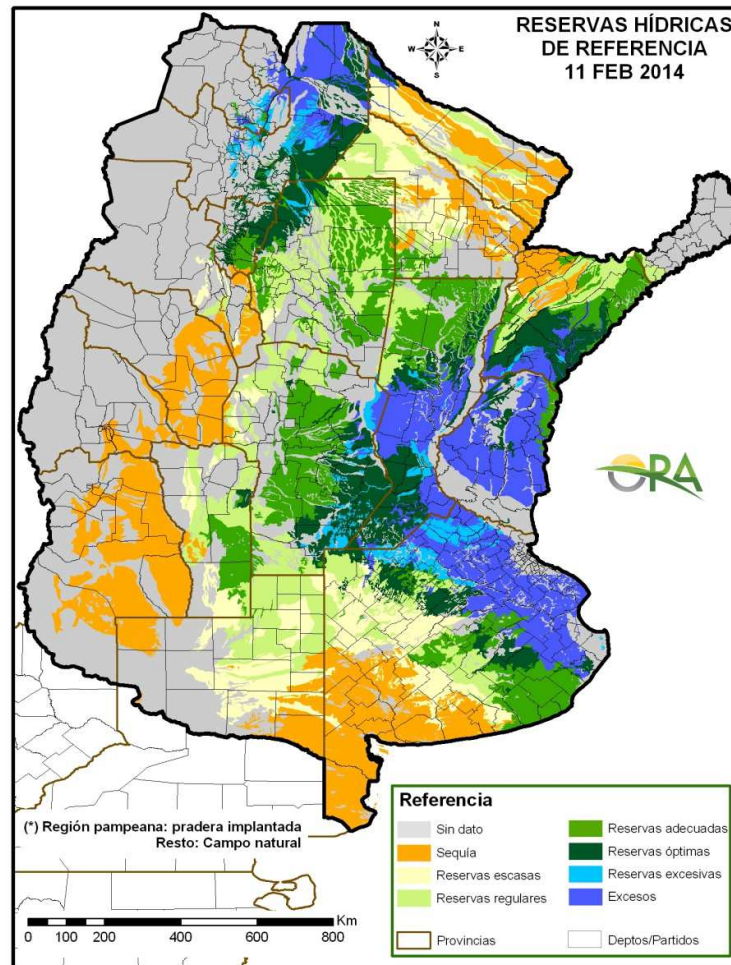 RESERVAS HÍDRICAS
DE REFERENCIA
11 FEB 2014
N
W E
S
ORA
(*) Región pampeana: pradera implantada
Resto: Campo natural
Km
0 100 200 400 600 800
Referencia
Sin dato
Sequía
Reservas escasas
Reservas regulares
Reservas adecuadas
Reservas óptimas
Reservas excesivas
Excesos
Provincias
Deptos/Partidos